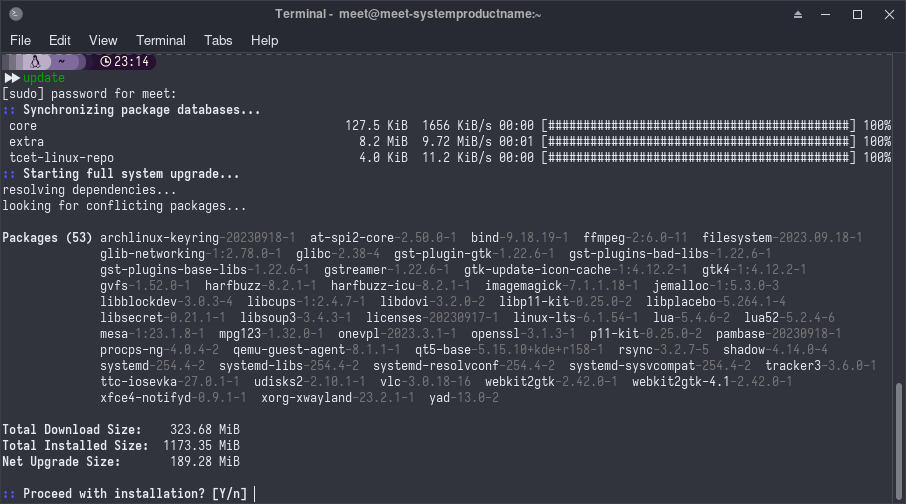 Terminal - meet@meet-systemproductname:~
File Edit View Terminal Tabs Help
~ 23:14
update
[sudo] password for meet:
:: Synchronizing package databases...
core 127.5 KiB 1656 KiB/s 00:00 [###########################################] 100%
extra 8.2 MiB 9.72 MiB/s 00:01 [###########################################] 100%
tcet-linux-repo 4.0 KiB 11.2 KiB/s 00:00 [###########################################] 100%
:: Starting full system upgrade...
resolving dependencies...
looking for conflicting packages...
Packages (53) archlinux-keyring-20230918-1 at-spi2-core-2.50.0-1 bind-9.18.19-1 ffmpeg-2:6.0-11 filesystem-2023.09.18-1
glib-networking-1:2.78.0-1 glibc-2.38-4 gst-plugin-gtk-1.22.6-1 gst-plugins-bad-libs-1.22.6-1
gst-plugins-base-libs-1.22.6-1 gstreamer-1.22.6-1 gtk-update-icon-cache-1:4.12.2-1 gtk4-1:4.12.2-1
gvfs-1.52.0-1 harfbuzz-8.2.1-1 harfbuzz-icu-8.2.1-1 imagemagick-7.1.1.18-1 jemalloc-1:5.3.0-3
libblockdev-3.0.3-4 libcups-1:2.4.7-1 libdovi-3.2.0-2 libp11-kit-0.25.0-2 libplacebo-5.264.1-4
libsecret-0.21.1-1 libsoup3-3.4.3-1 licenses-20230917-1 linux-lts-6.1.54-1 lua-5.4.6-2 lua52-5.2.4-6
mesa-1:23.1.8-1 mpg123-1.32.0-1 onevpl-2023.3.1-1 openssl-3.1.3-1 p11-kit-0.25.0-2 pambase-20230918-1
procps-ng-4.0.4-2 qemu-guest-agent-8.1.1-1 qt5-base-5.15.10+kde+r158-1 rsync-3.2.7-5 shadow-4.14.0-4
systemd-254.4-2 systemd-libs-254.4-2 systemd-resolvconf-254.4-2 systemd-sysvcompat-254.4-2 tracker3-3.6.0-1
ttc-iosevka-27.0.1-1 udisks2-2.10.1-1 vlc-3.0.18-16 webkit2gtk-2.42.0-1 webkit2gtk-4.1-2.42.0-1
xfce4-notifyd-0.9.1-1 xorg-xwayland-23.2.1-1 yad-13.0-2
Total Download Size: 323.68 MiB
Total Installed Size: 1173.35 MiB
Net Upgrade Size: 189.28 MiB
:: Proceed with installation? [Y/n]